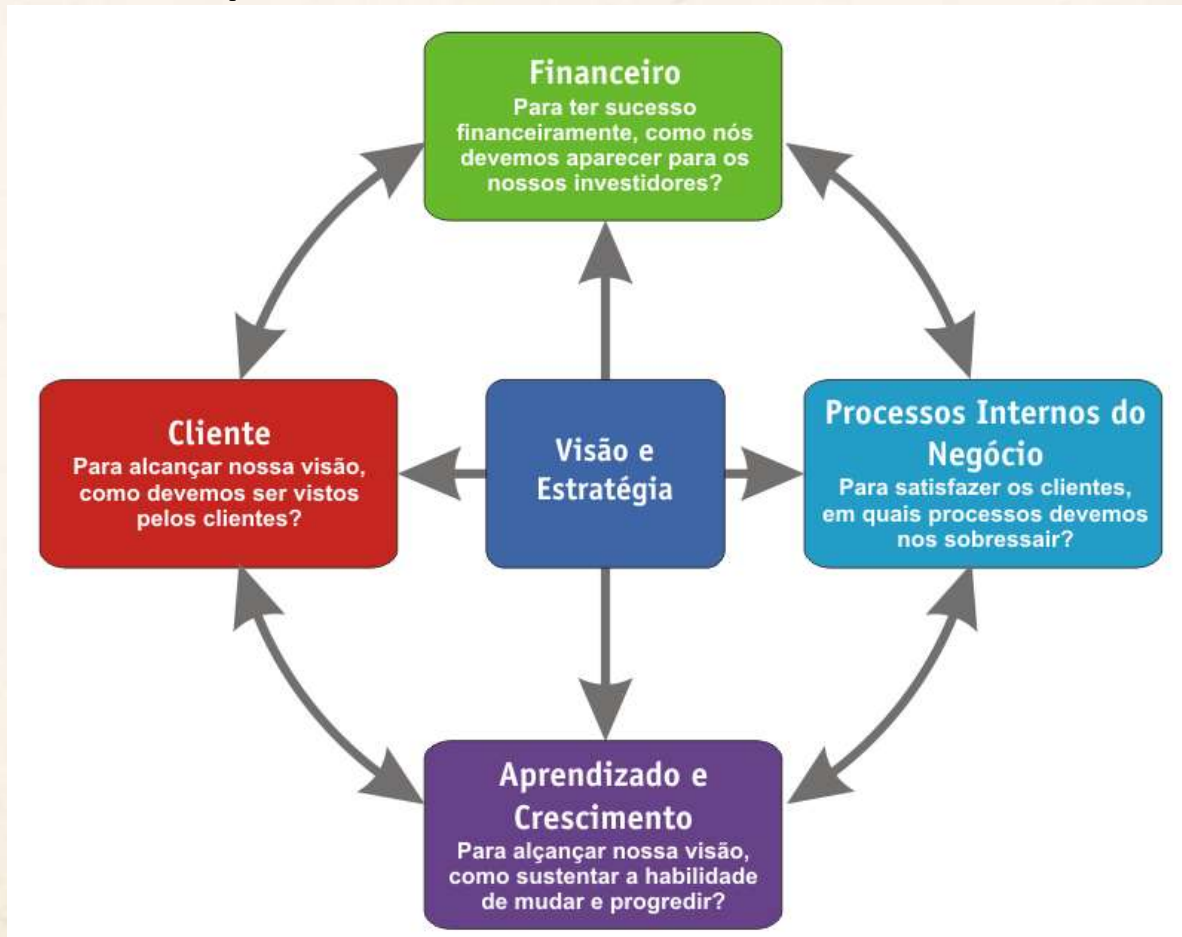 Financeiro
Para ter sucesso
financeiramente, como nós
devemos aparecer para os
nossos investidores?
Cliente
Para alcançar nossa visão,
como devemos ser vistos
pelos clientes?
Visão e
Estratégia
Processos Internos do
Negócio
Para satisfazer os clientes,
em quais processos devemos
nos sobressair?
Aprendizado e
Crescimento
Para alçançar nossa visão,
como sustentar a habilidade
de mudar e progredir?